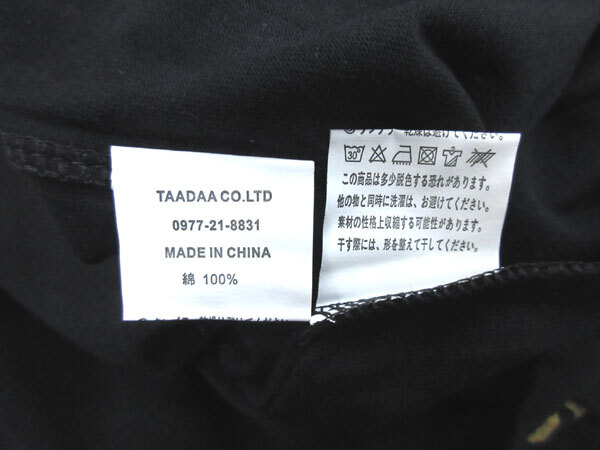 TAADAA CO.LTD
0977-21-8831
MADE IN CHINA
綿 100%
30°
この商品は多少脱色する恐れがあります。
他の物と同時に洗濯は、お避けてください。
素材の性格上収縮する可能性があります。
干す際には、形を整えて干してください。